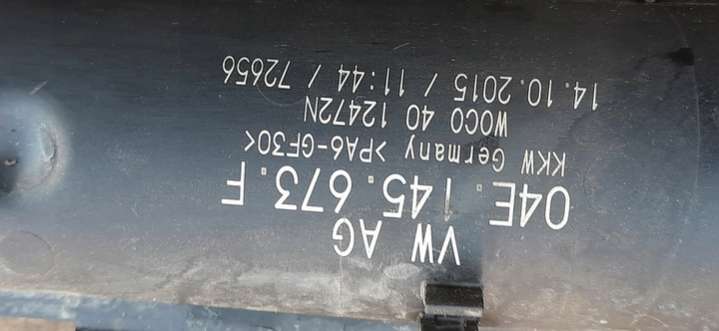 VW AG
04E.145.673.F
KKW Germany >PA6-GF30<
WOCO 40 12472N
14.10.2015 / 11:44 / 72656